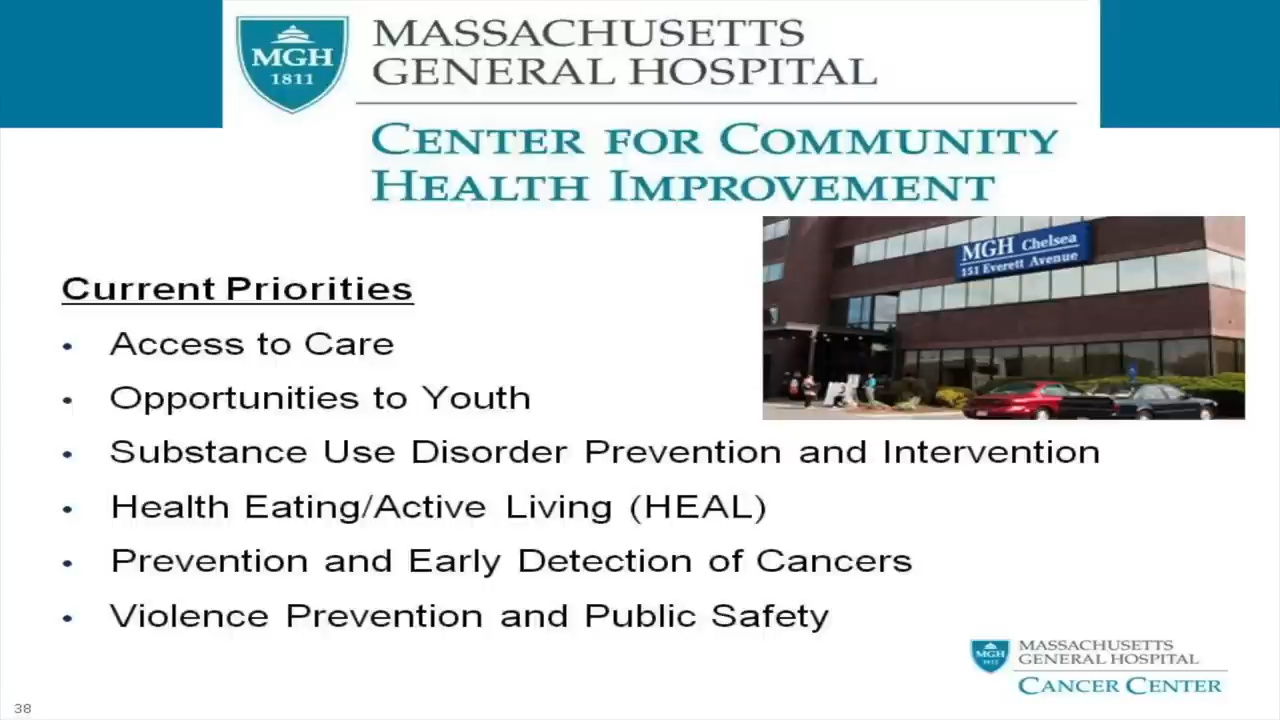 MGH
1811
MASSACHUSETTS
GENERAL HOSPITAL
CENTER FOR COMMUNITY
HEALTH IMPROVEMENT
MGH Chelsea
151 Everett Avenue
Current Priorities
• Access to Care
• Opportunities to Youth
• Substance Use Disorder Prevention and Intervention
• Health Eating/Active Living (HEAL)
• Prevention and Early Detection of Cancers
• Violence Prevention and Public Safety
MGH
1811
MASSACHUSETTS
GENERAL HOSPITAL
CANCER CENTER
38